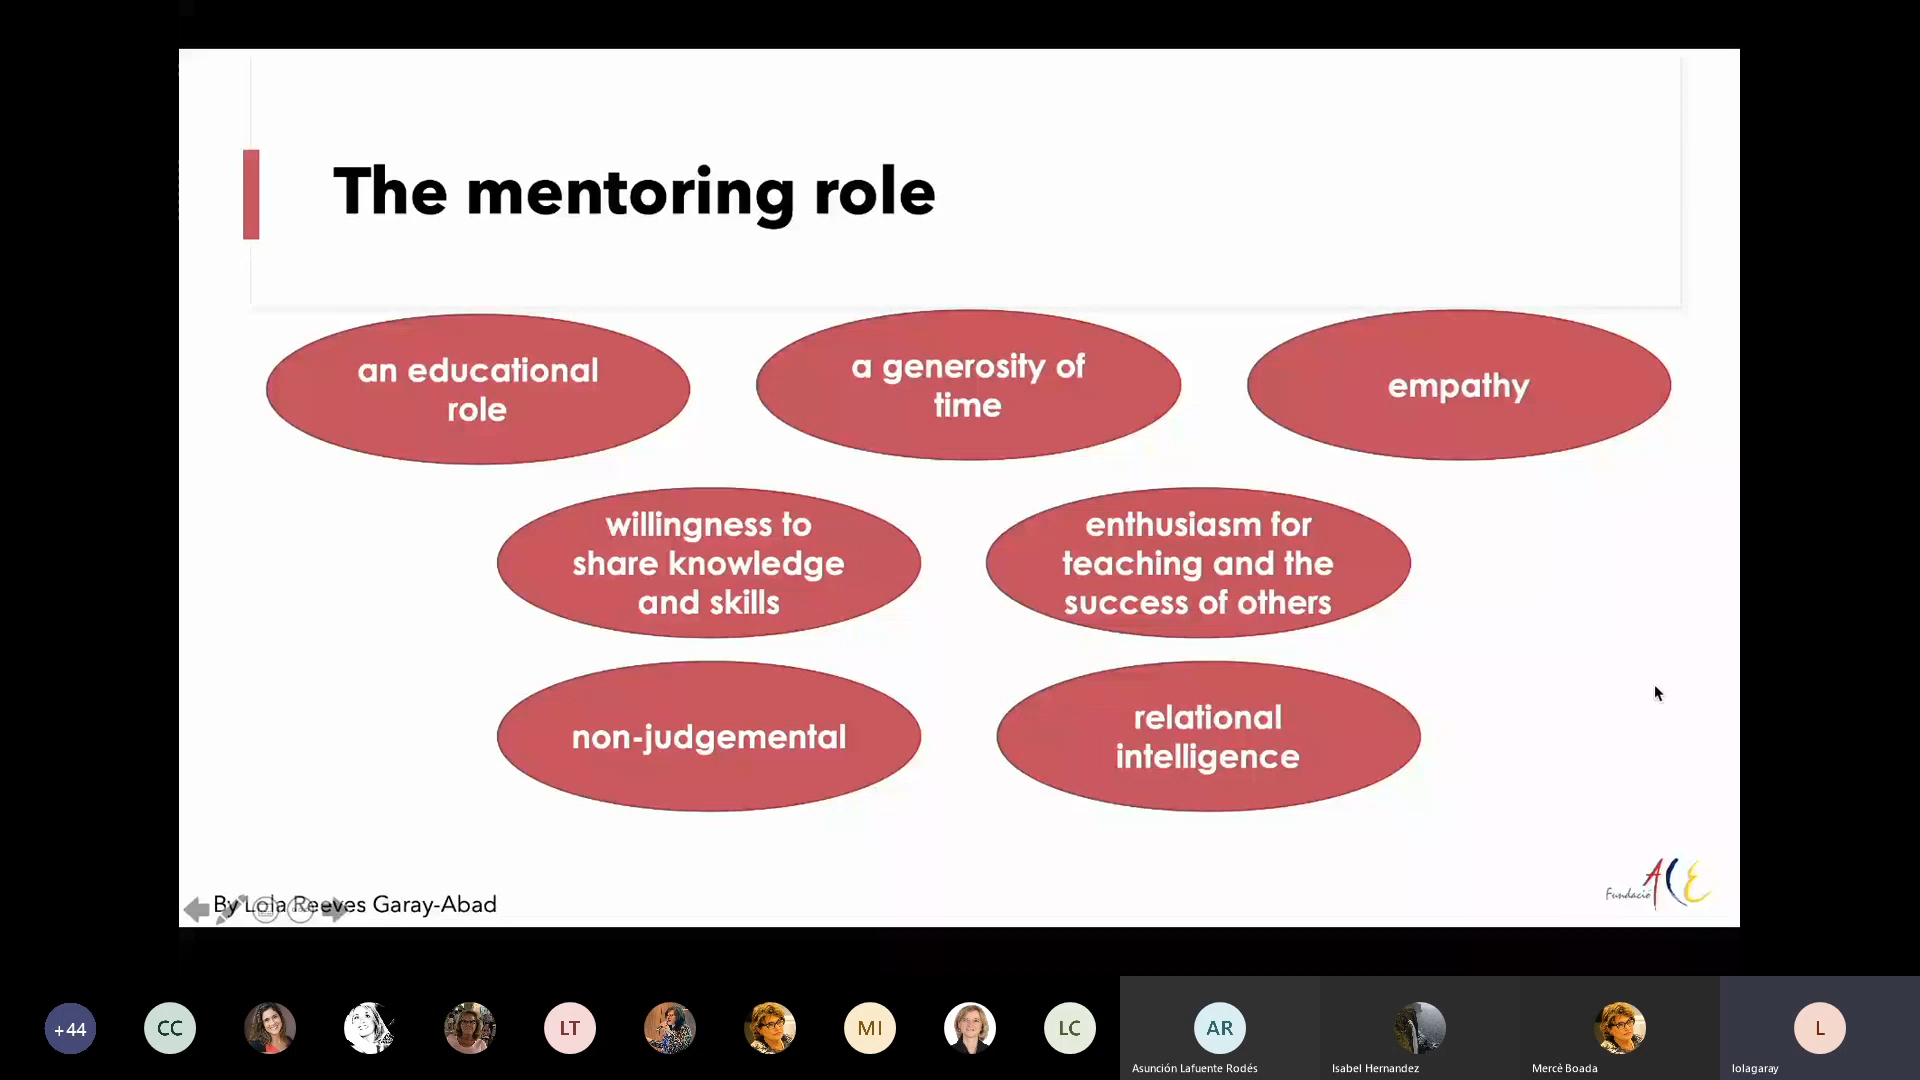 The mentoring role
an educational
role
a generosity of
time
empathy
willingness to
share knowledge
and skills
enthusiasm for
teaching and the
success of others
non-judgemental
relational
intelligence
By Lola Reeves Garay-Abad
Fundació ACE
+44
CC
LT
MI
LC
AR
L
Asunción Lafuente Rodés
Isabel Hernandez
Mercè Boada
lolagaray